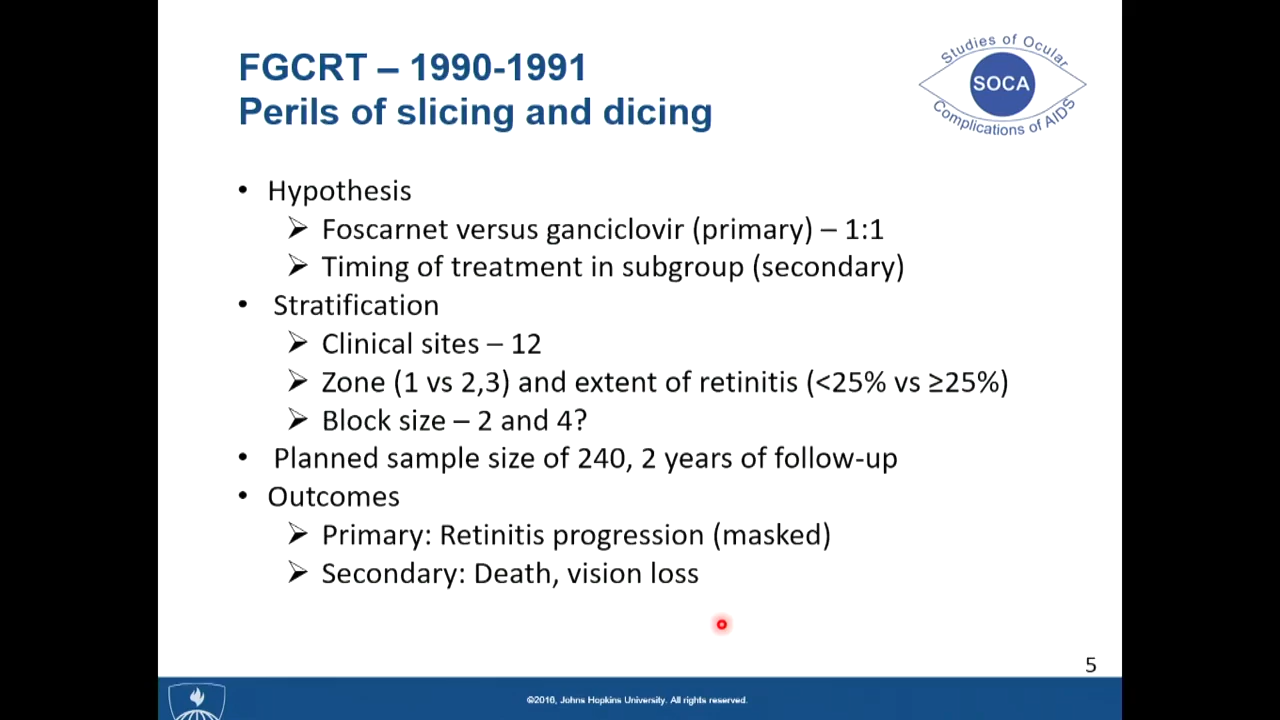 FGCRT – 1990-1991
Perils of slicing and dicing
Studies of Ocular
SOCA
Complications of AIDS
• Hypothesis
➢ Foscarnet versus ganciclovir (primary) – 1:1
➢ Timing of treatment in subgroup (secondary)
• Stratification
➢ Clinical sites – 12
➢ Zone (1 vs 2,3) and extent of retinitis (<25% vs ≥25%)
➢ Block size – 2 and 4?
• Planned sample size of 240, 2 years of follow-up
• Outcomes
➢ Primary: Retinitis progression (masked)
➢ Secondary: Death, vision loss
5
©2016, Johns Hopkins University. All rights reserved.